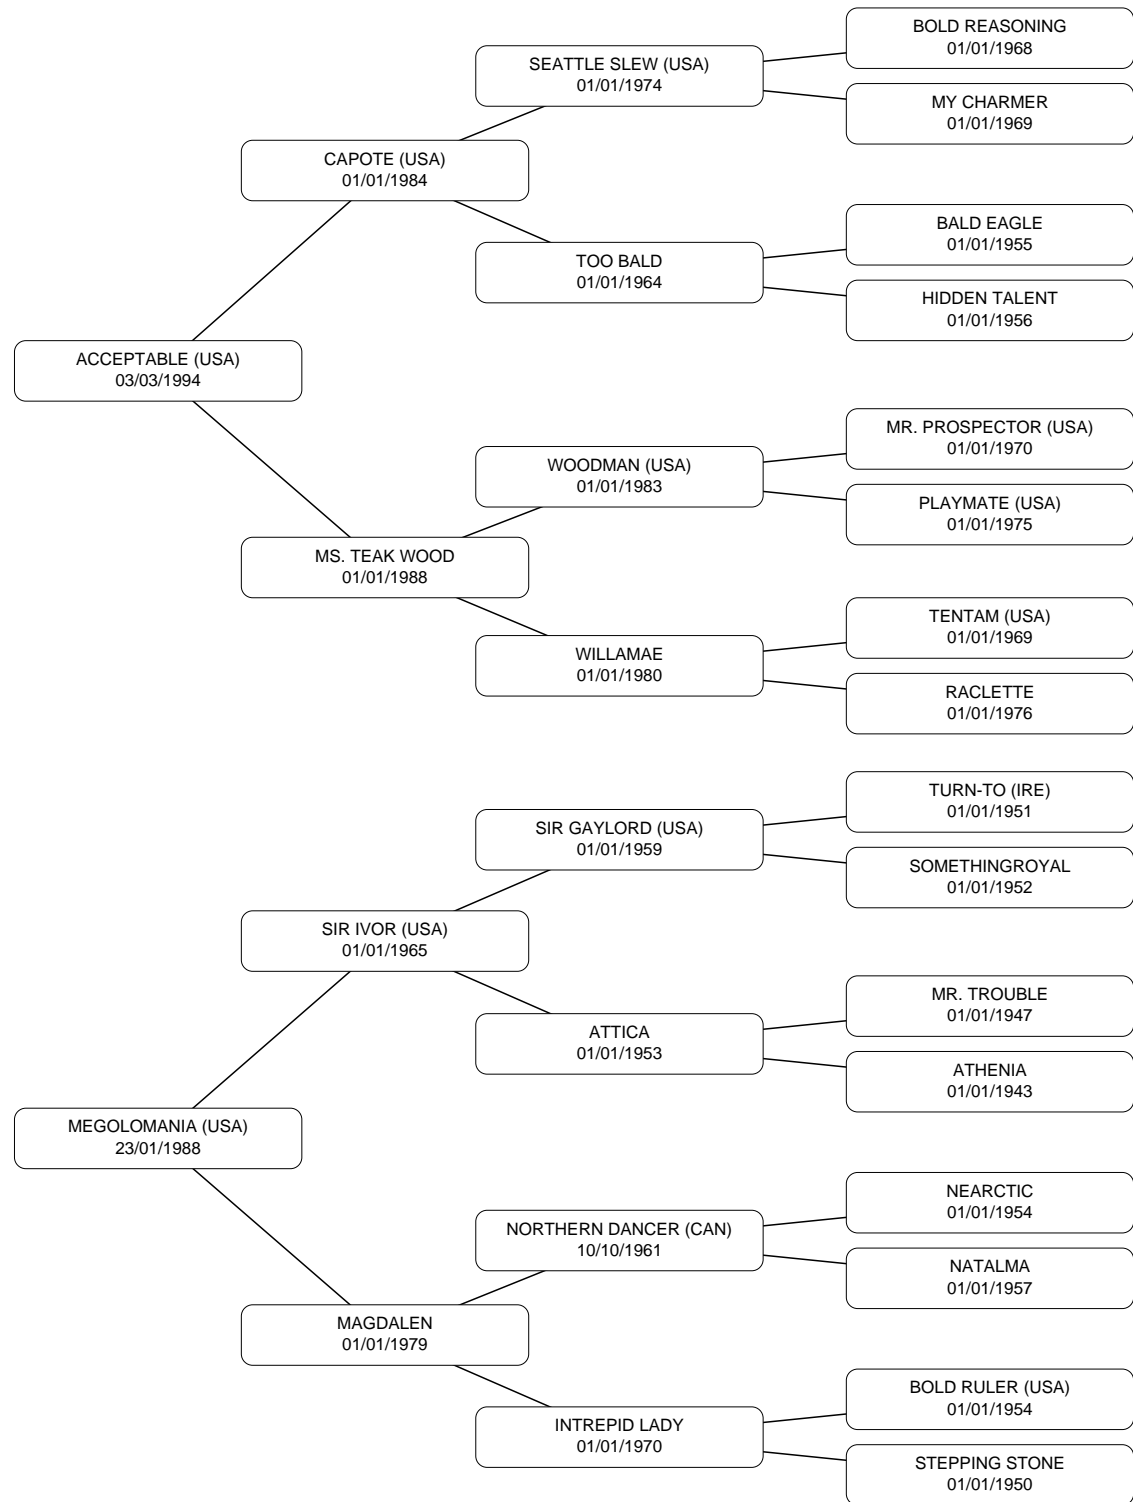 BOLD REASONING
01/01/1968
SEATTLE SLEW (USA)
01/01/1974
MY CHARMER
01/01/1969
CAPOTE (USA)
01/01/1984
BALD EAGLE
01/01/1955
TOO BALD
01/01/1964
HIDDEN TALENT
01/01/1956
ACCEPTABLE (USA)
03/03/1994
MR. PROSPECTOR (USA)
01/01/1970
WOODMAN (USA)
01/01/1983
PLAYMATE (USA)
01/01/1975
MS. TEAK WOOD
01/01/1988
TENTAM (USA)
01/01/1969
WILLAMAE
01/01/1980
RACLETTE
01/01/1976
TURN-TO (IRE)
01/01/1951
SIR GAYLORD (USA)
01/01/1959
SOMETHINGROYAL
01/01/1952
SIR IVOR (USA)
01/01/1965
MR. TROUBLE
01/01/1947
ATTICA
01/01/1953
ATHENIA
01/01/1943
MEGOLOMANIA (USA)
23/01/1988
NEARCTIC
01/01/1954
NORTHERN DANCER (CAN)
10/10/1961
NATALMA
01/01/1957
MAGDALEN
01/01/1979
BOLD RULER (USA)
01/01/1954
INTREPID LADY
01/01/1970
STEPPING STONE
01/01/1950